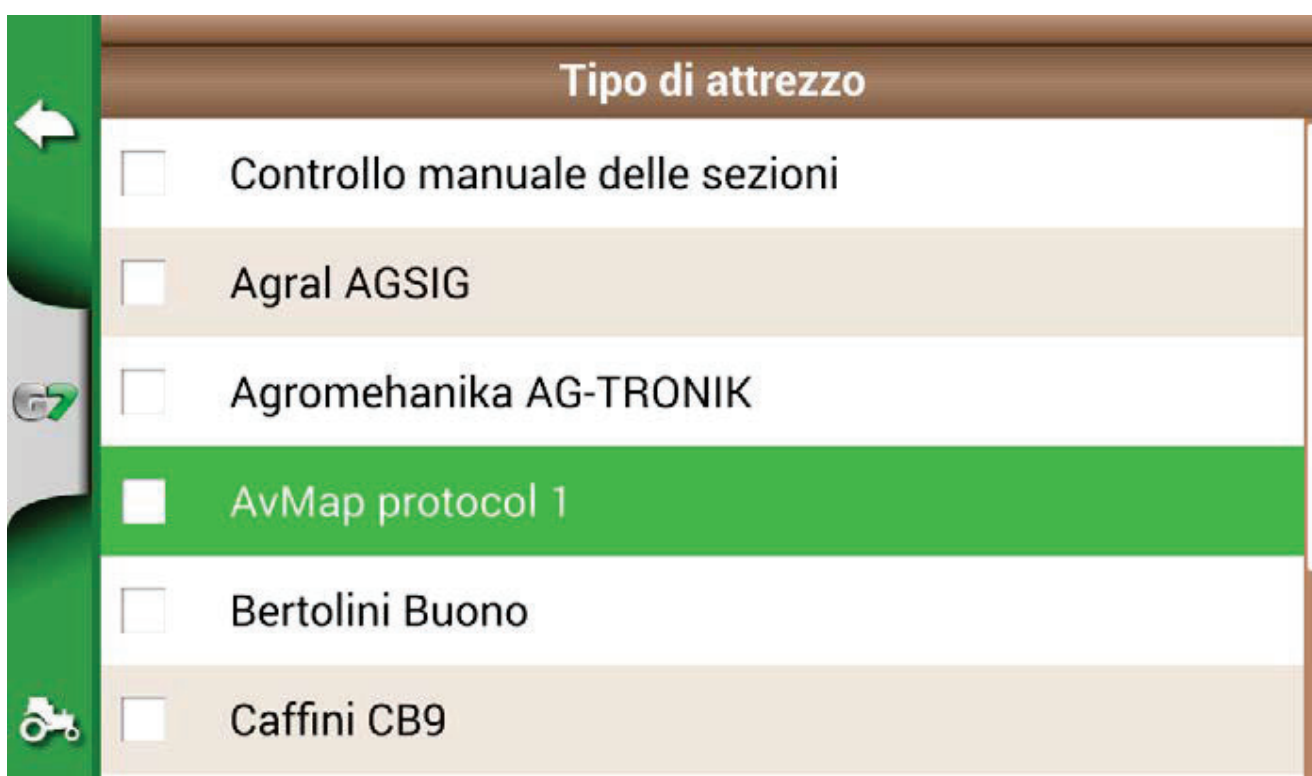 Tipo di attrezzo
Controllo manuale delle sezioni
Agral AGSIG
Agromehanika AG-TRONIK
G7
AvMap protocol 1
Bertolini Buono
Caffini CB9